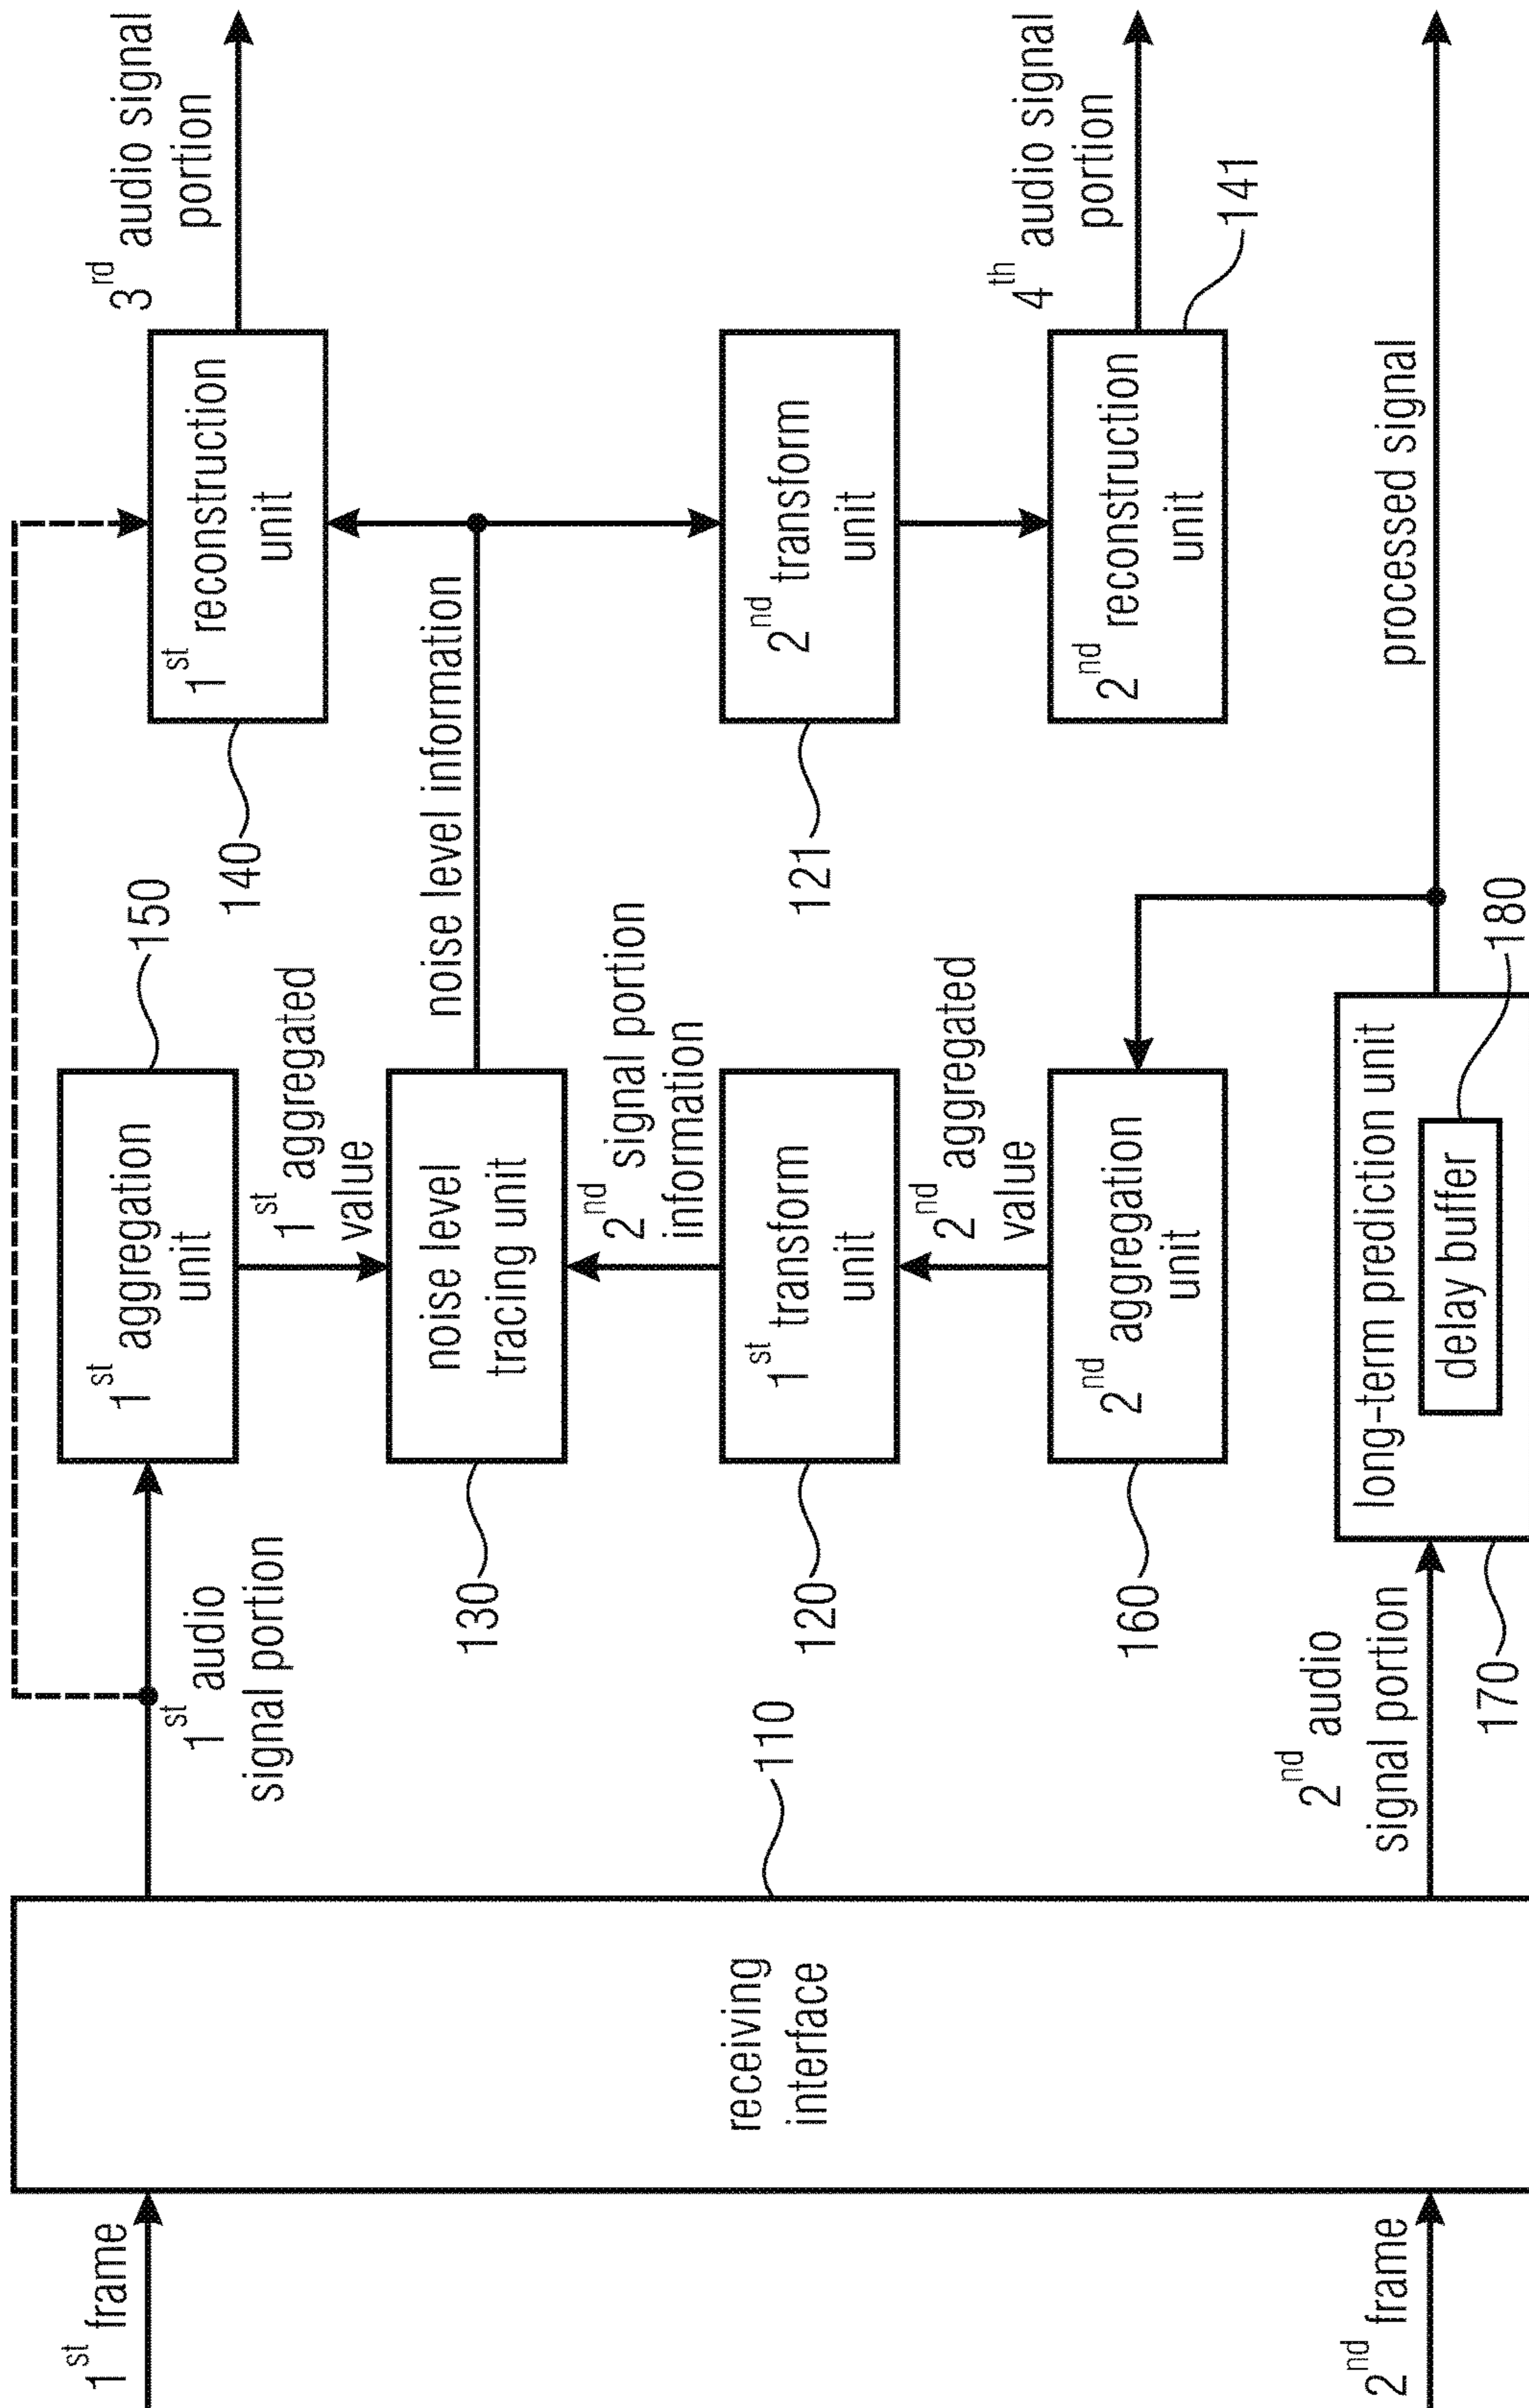 1st frame
2nd frame
receiving
interface
110
1st audio
signal portion
2nd audio
signal portion
1st aggregation
unit
150
1st aggregated
value
noise level
tracing unit
130
2nd signal portion
information
1st transform
unit
120
2nd aggregated
value
2nd aggregation
unit
160
long-term prediction unit
delay buffer
170
180
noise level information
1st reconstruction
unit
140
3rd audio signal
portion
2nd transform
unit
121
2nd reconstruction
unit
141
4th audio signal
portion
processed signal